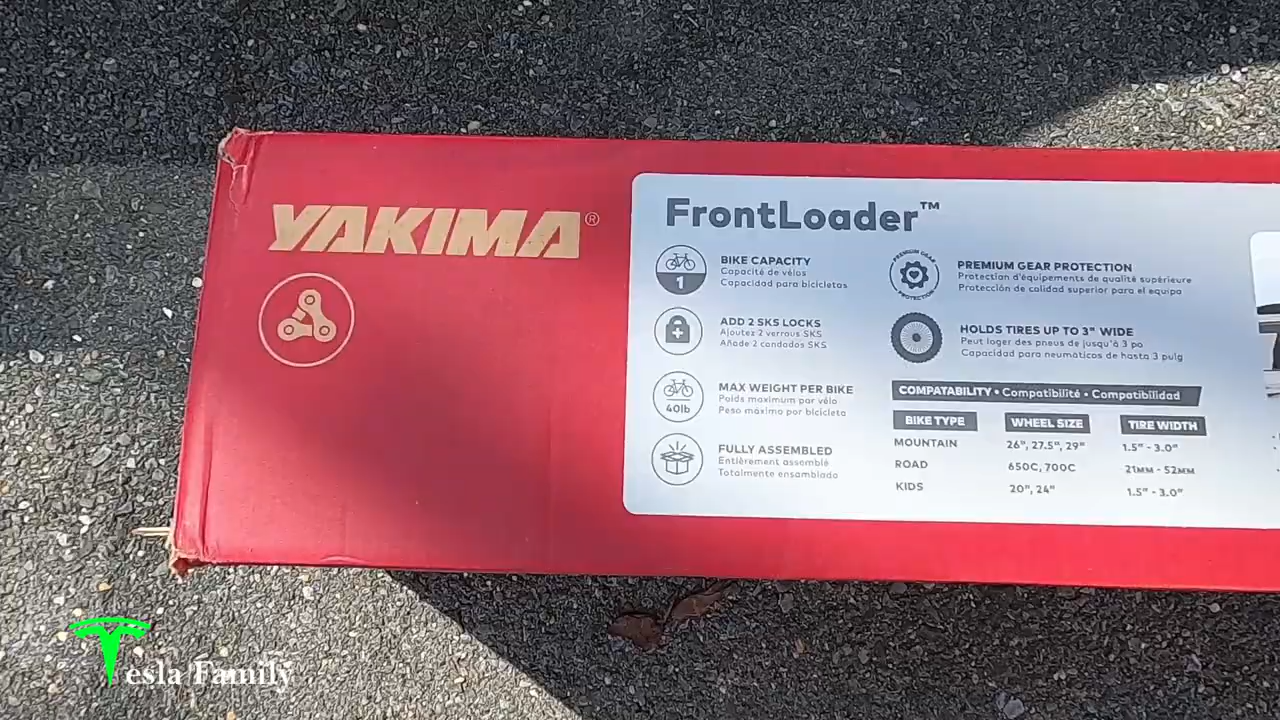 YAKIMA®
FrontLoader™
1
BIKE CAPACITY
Capacité de vélos
Capacidad para bicicletas
ADD 2 SKS LOCKS
Ajoutez 2 verrous SKS
Añade 2 candados SKS
40lb
MAX WEIGHT PER BIKE
Poids maximum par vélo
Peso máximo por bicicleta
FULLY ASSEMBLED
Entièrement assemblé
Totalmente ensamblado
PREMIUM GEAR
PROTECTION
PREMIUM GEAR PROTECTION
Protection d'équipements de qualité supérieure
Protección de calidad superior para el equipo
HOLDS TIRES UP TO 3" WIDE
Peut loger des pneus de jusqu'à 3 po
Capacidad para neumáticos de hasta 3 pulg
COMPATABILITY • Compatibilité • Compatibilidad
BIKE TYPE WHEEL SIZE TIRE WIDTH
MOUNTAIN 26", 27.5", 29" 1.5" - 3.0"
ROAD 650C, 700C 21MM - 52MM
KIDS 20", 24" 1.5" - 3.0"
Tesla Family